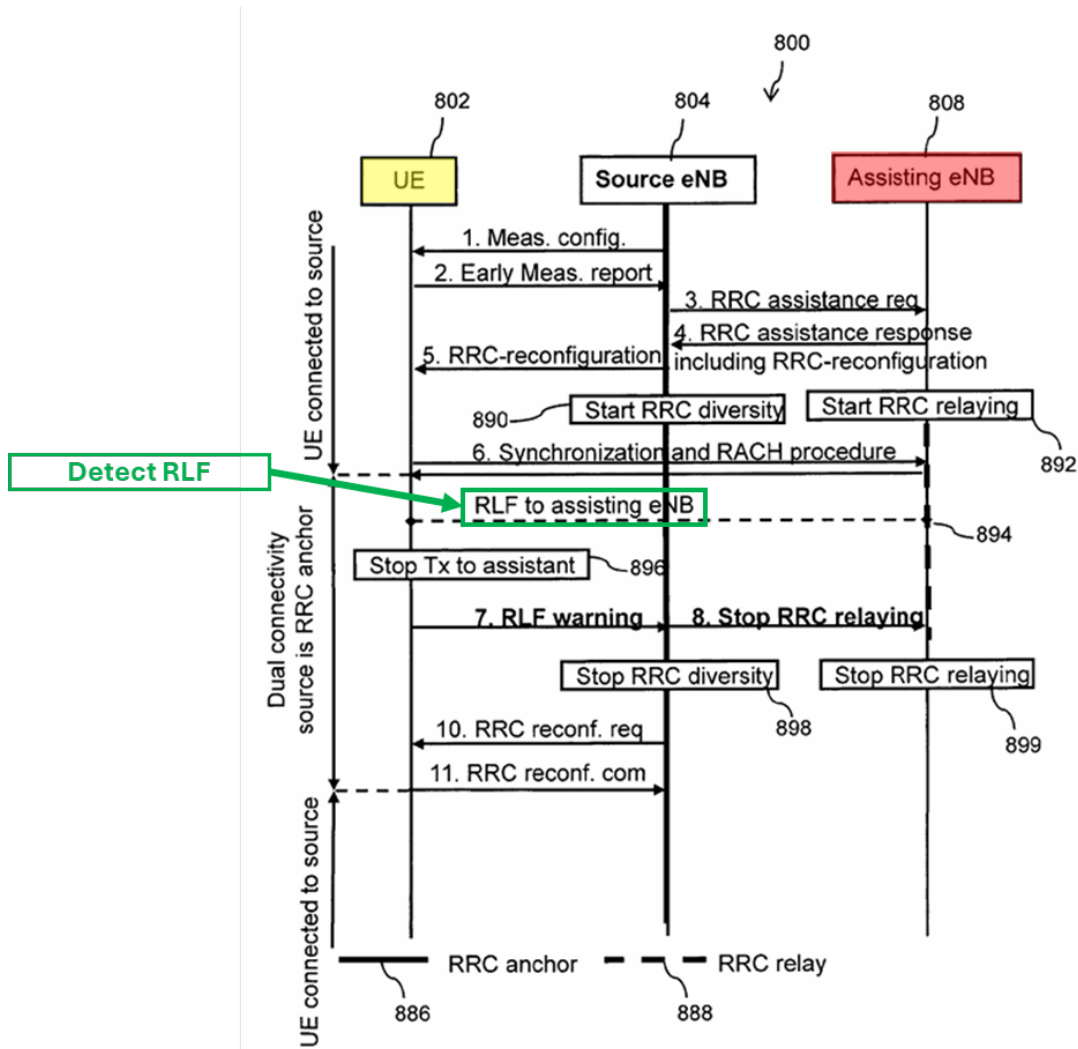 800
802
804
808
UE
Source eNB
Assisting eNB
UE connected to source
1. Meas. config.
2. Early Meas. report
3. RRC assistance req
4. RRC assistance response
5. RRC-reconfiguration
including RRC-reconfiguration
890
Start RRC diversity
Start RRC relaying
892
6. Synchronization and RACH procedure
Detect RLF
RLF to assisting eNB
894
Dual connectivity
source is RRC anchor
Stop Tx to assistant
896
7. RLF warning
8. Stop RRC relaying
Stop RRC diversity
Stop RRC relaying
898
899
10. RRC reconf. req
11. RRC reconf. com
UE connected to source
RRC anchor
RRC relay
886
888